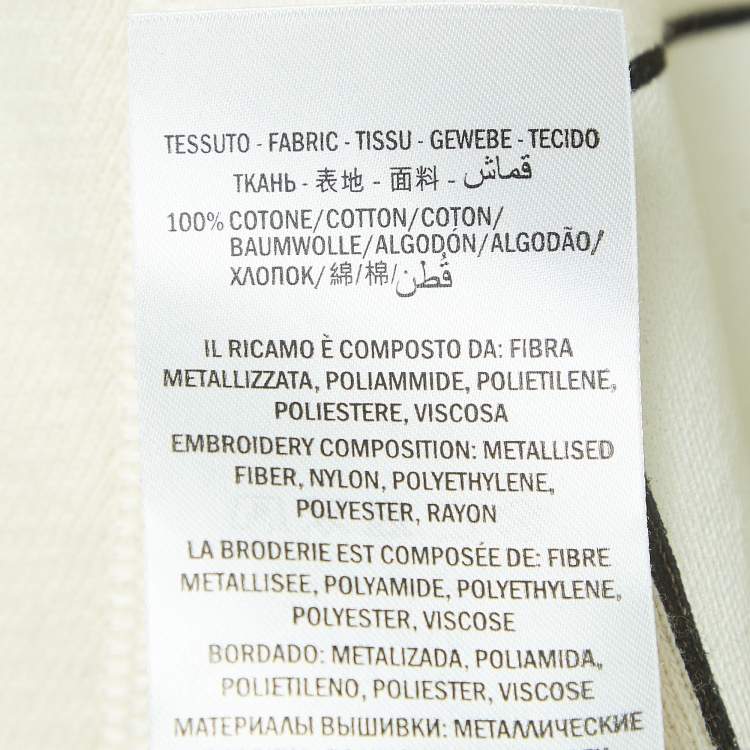 TESSUTO - FABRIC - TISSU - GEWEBE - TECIDO
ТКАНЬ - 表地 - 面料 - قماش
100% COTONE/COTTON/COTON/
BAUMWOLLE/ALGODÓN/ALGODÃO/
ХЛОПОК/綿/棉/قُطن
IL RICAMO È COMPOSTO DA: FIBRA
METALLIZZATA, POLIAMMIDE, POLIETILENE,
POLIESTERE, VISCOSA
EMBROIDERY COMPOSITION: METALLISED
FIBER, NYLON, POLYETHYLENE,
POLYESTER, RAYON
LA BRODERIE EST COMPOSÉE DE: FIBRE
METALLISEE, POLYAMIDE, POLYETHYLENE,
POLYESTER, VISCOSE
BORDADO: METALIZADA, POLIAMIDA,
POLIETILENO, POLIESTER, VISCOSE
МАТЕРИАЛЫ ВЫШИВКИ: МЕТАЛЛИЧЕСКИЕ